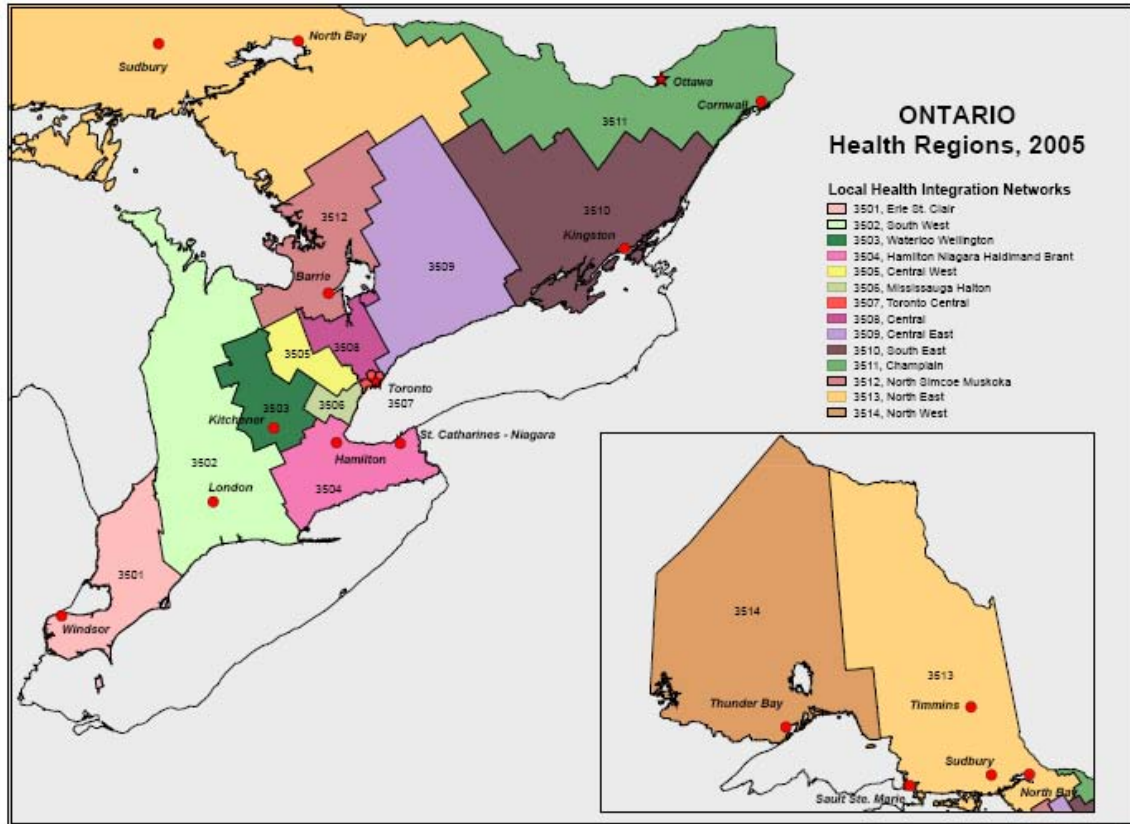 North Bay
Sudbury
Ottawa
Cornwall
3511
ONTARIO
Health Regions, 2005
Local Health Integration Networks
3501, Erie St. Clair
3502, South West
3503, Waterloo Wellington
3504, Hamilton Niagara Haldimand Brant
3505, Central West
3506, Mississauga Halton
3507, Toronto Central
3508, Central
3509, Central East
3510, South East
3511, Champlain
3512, North Simcoe Muskoka
3513, North East
3514, North West
3512
3510
Kingston
3509
Barrie
3508
3505
Toronto
3506
3507
3503
Kitchener
St. Catharines - Niagara
Hamilton
3502
3504
London
3501
Windsor
3514
3513
Thunder Bay
Timmins
Sudbury
North Bay
Sault Ste. Marie